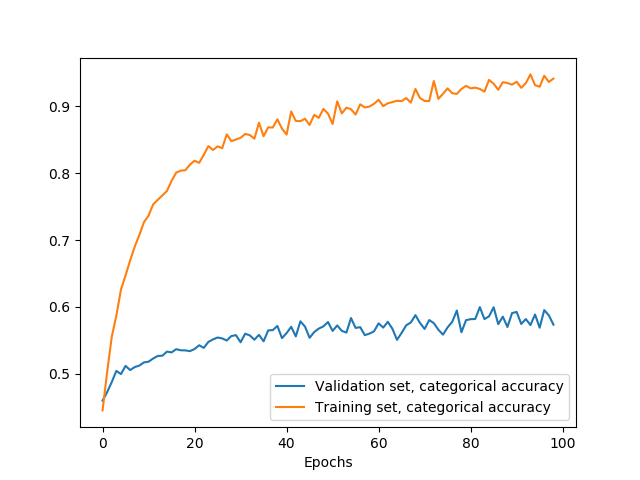 0.9
0.8
0.7
0.6
0.5
Validation set, categorical accuracy
Training set, categorical accuracy
0 20 40 60 80 100
Epochs